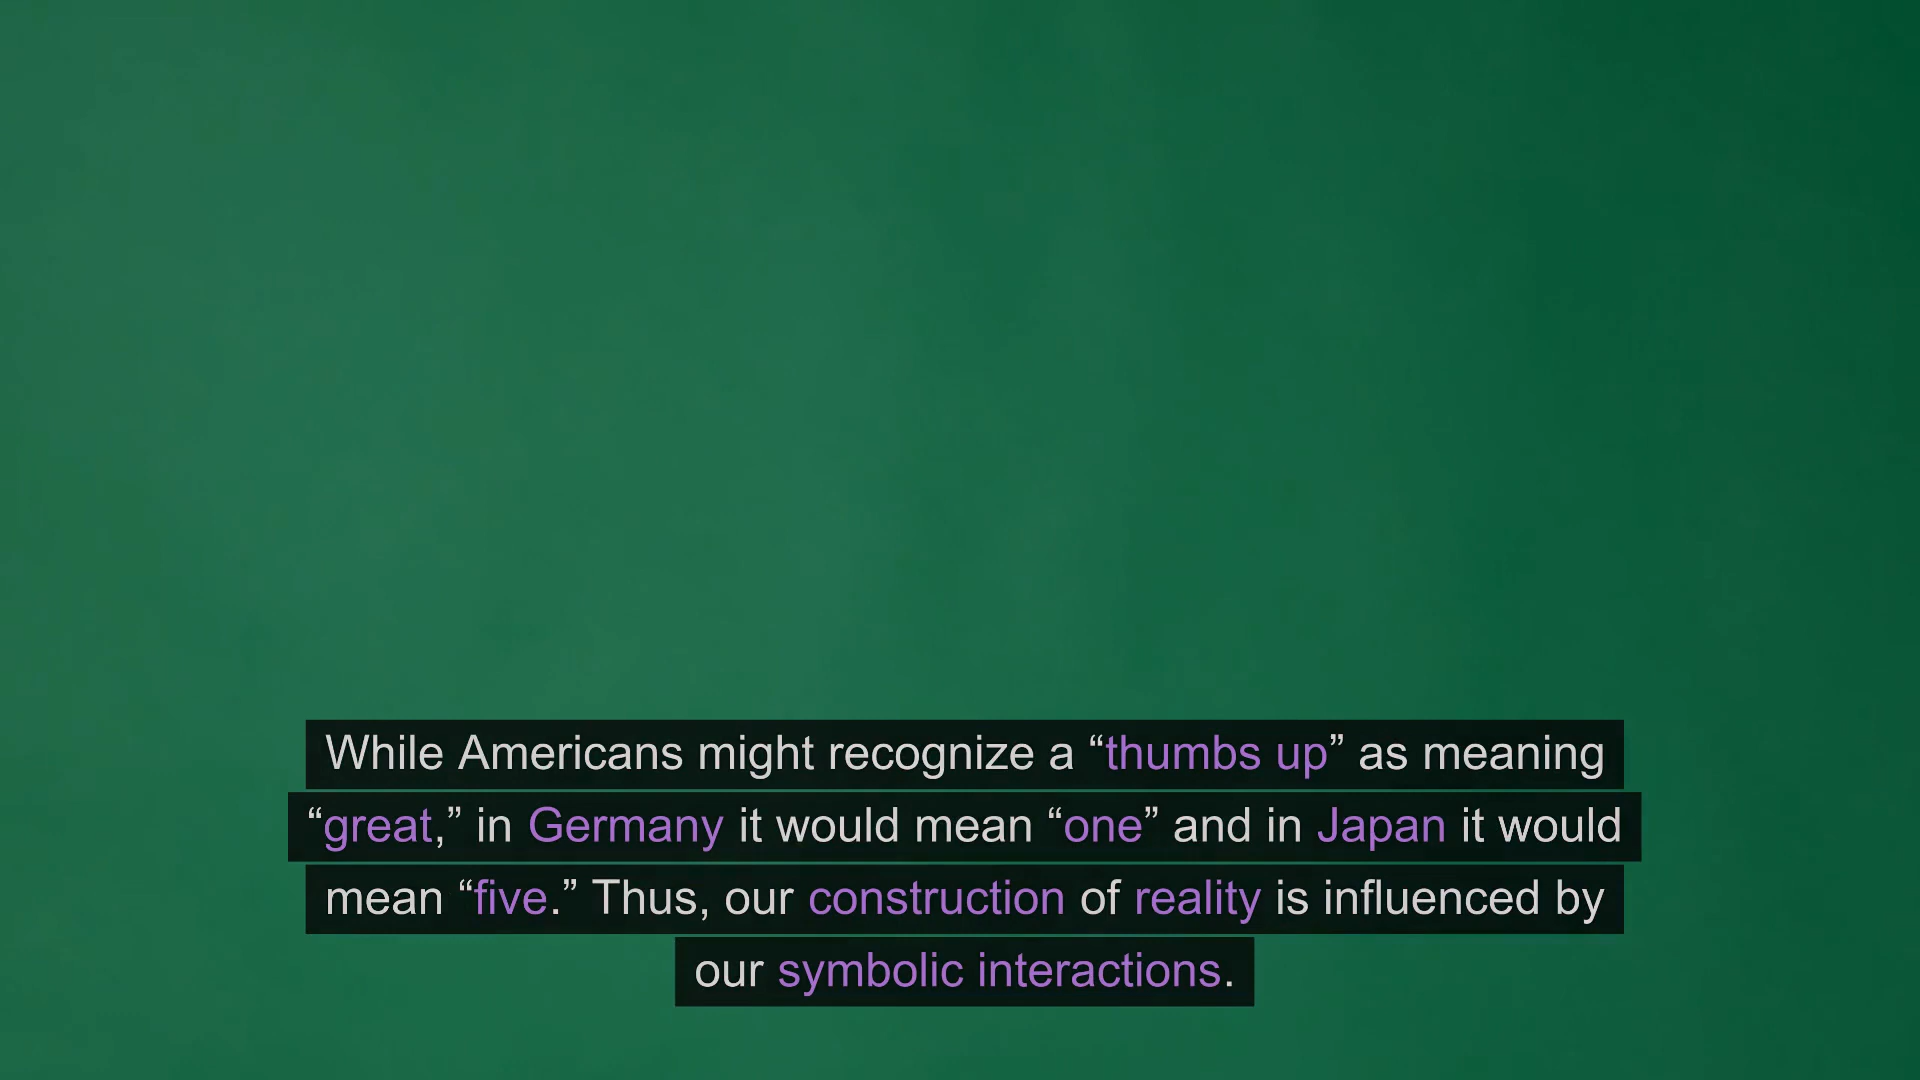 While Americans might recognize a “thumbs up” as meaning
“great,” in Germany it would mean “one” and in Japan it would
mean “five.” Thus, our construction of reality is influenced by
our symbolic interactions.